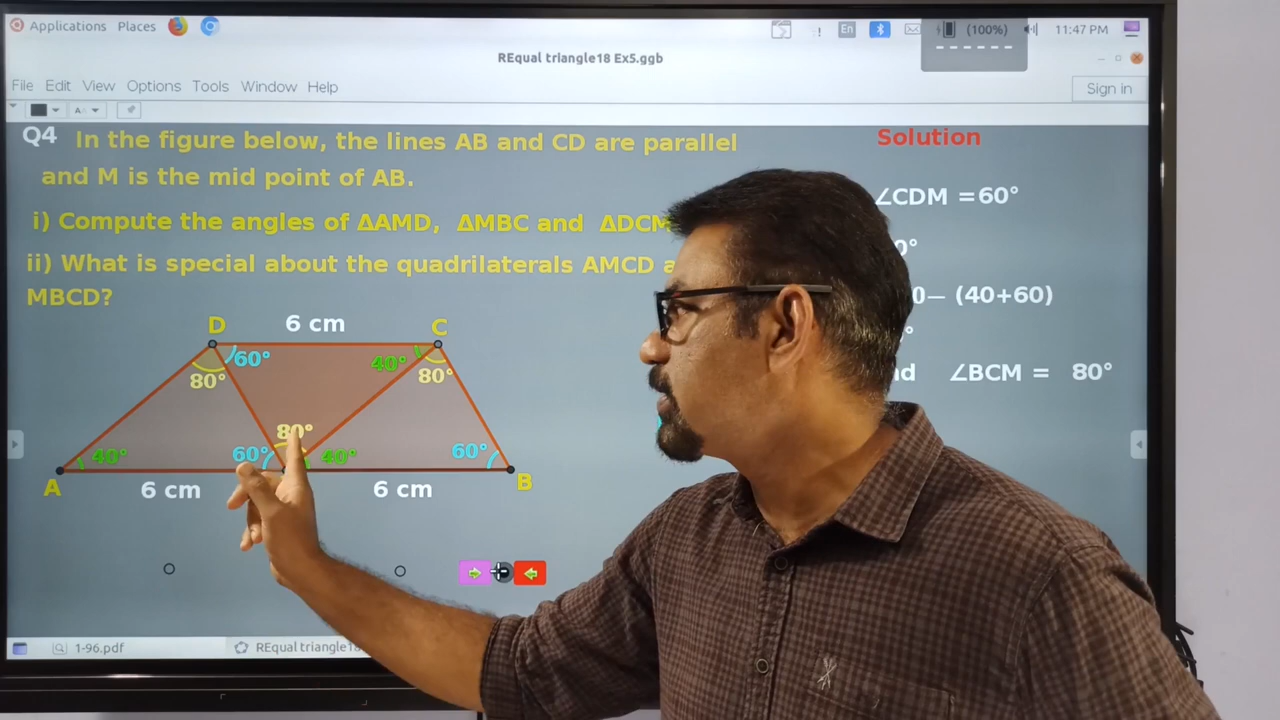 Applications Places
En
(100%)
11:47 PM
REqual triangle18 Ex5.ggb
File Edit View Options Tools Window Help
Sign in
Q4 In the figure below, the lines AB and CD are parallel
and M is the mid point of AB.
i) Compute the angles of ΔAMD, ΔMBC and ΔDCM
ii) What is special about the quadrilaterals AMCD a
MBCD?
Solution
∠CDM =60°
0°
0− (40+60)
°
nd ∠BCM = 80°
D 6 cm C
60° 40°
80° 80°
80°
40° 60° 40° 60°
A 6 cm 6 cm B
1-96.pdf
REqual triangle18